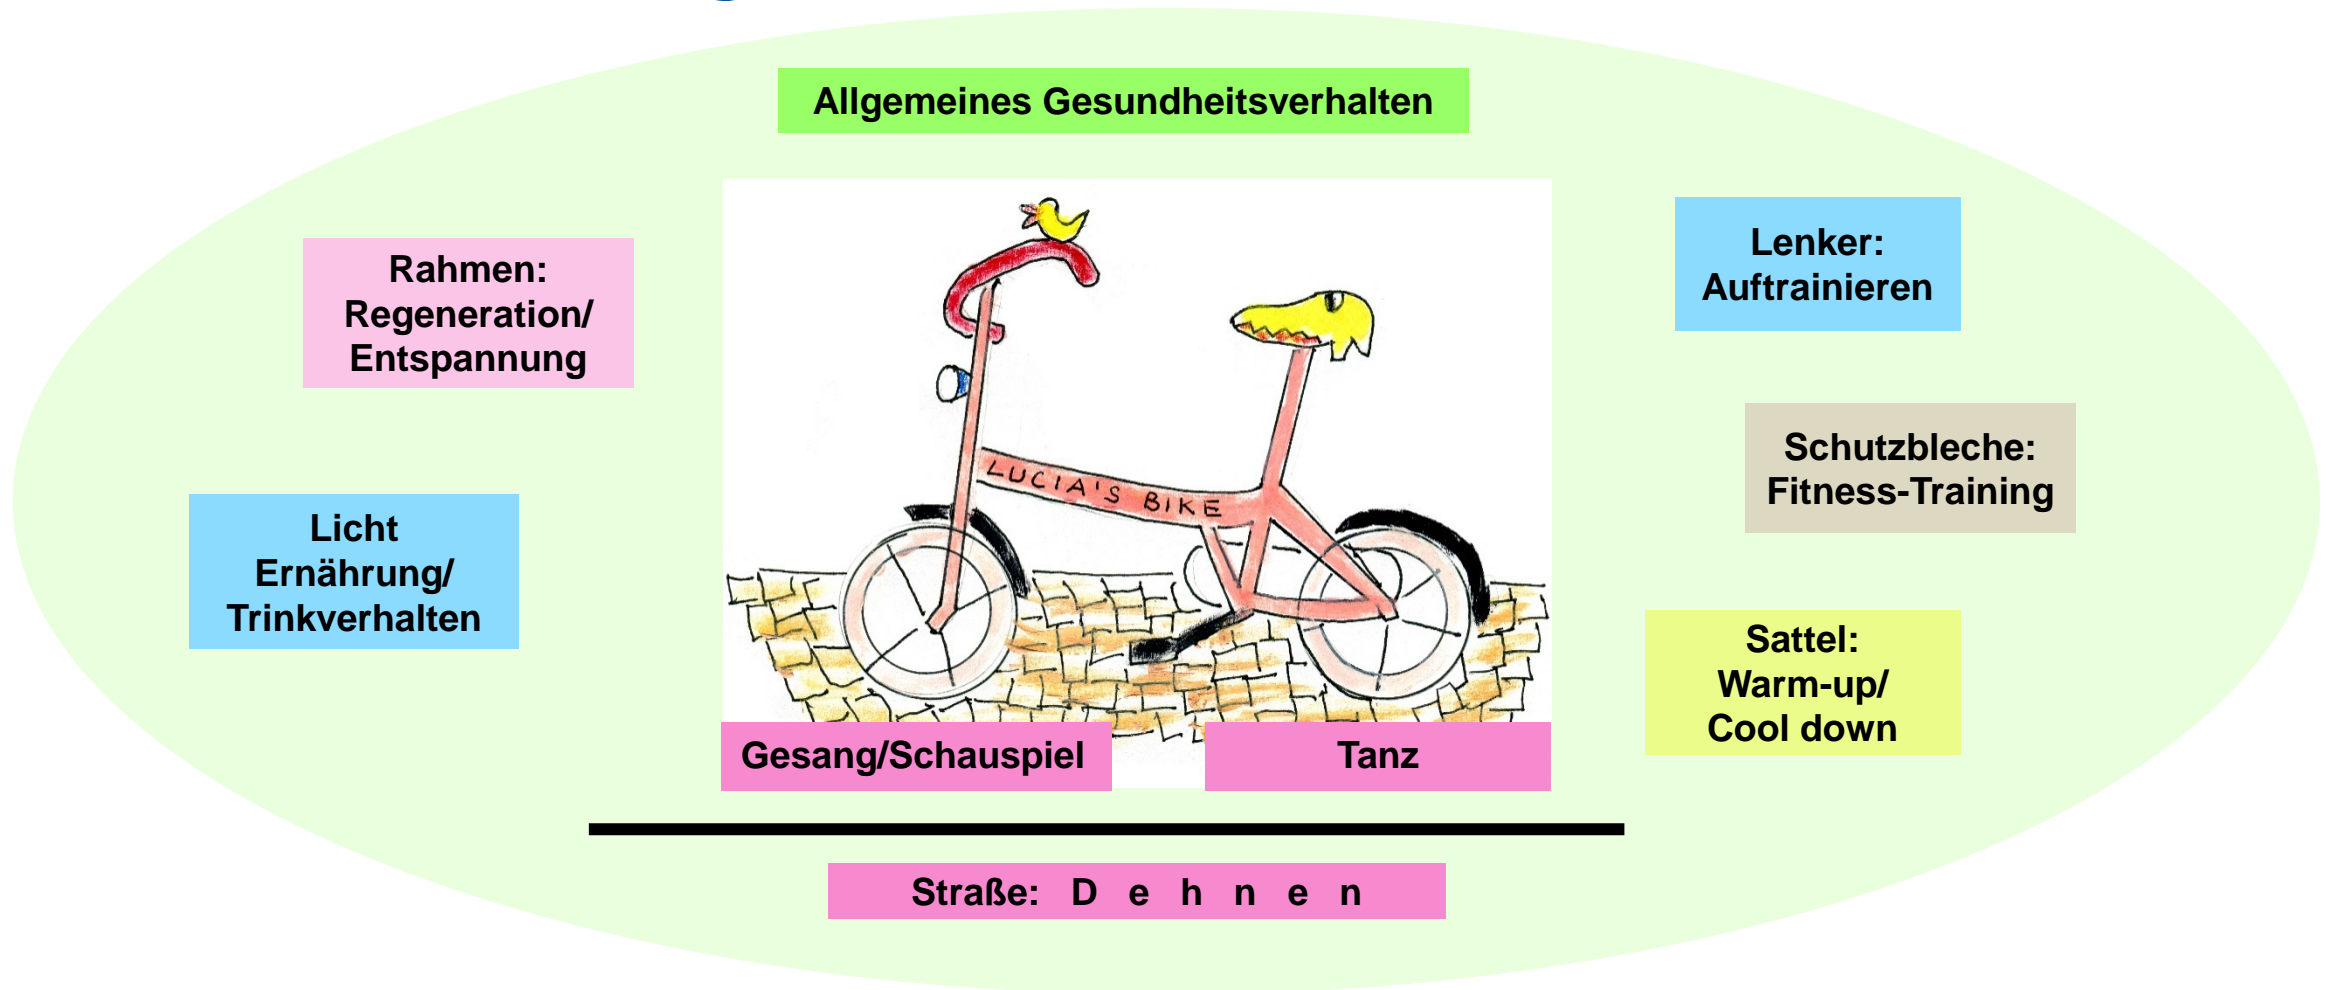 Allgemeines Gesundheitsverhalten
Rahmen:
Regeneration/
Entspannung
Licht
Ernährung/
Trinkverhalten
LUCIA'S BIKE
Lenker:
Auftrainieren
Schutzbleche:
Fitness-Training
Sattel:
Warm-up/
Cool down
Gesang/Schauspiel
Tanz
Straße: D e h n e n